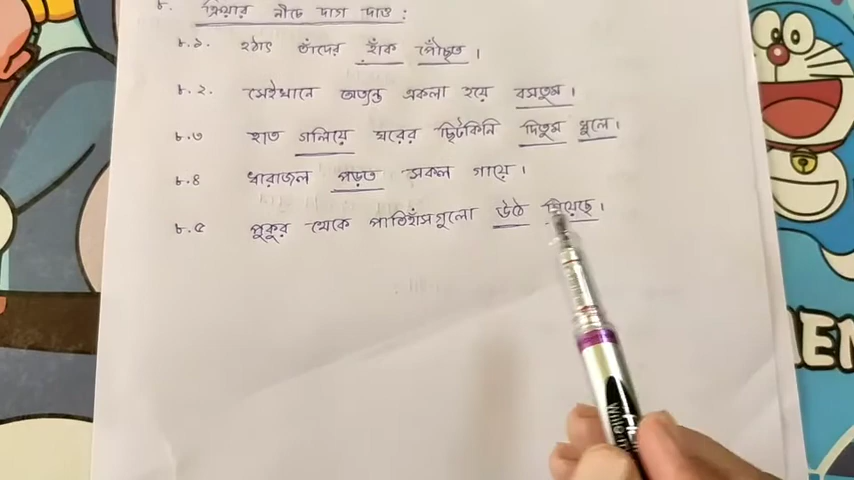 ৮. ক্রিয়ার নীচে দাগ দাও :
৮.১. হঠাৎ তাঁদের হাঁক পৌঁছত ।
৮.২. সেইখানে অত্যন্ত একলা হয়ে বসতুম ।
৮.৩ হাত গলিয়ে ঘরের ছিটকিনি দিতুম খুলে।
৮.৪ ধারাজল পড়ত সকল গায়ে ।
৮.৫ পুকুর থেকে পাতিহাঁসগুলো উঠে গিয়েছে ।